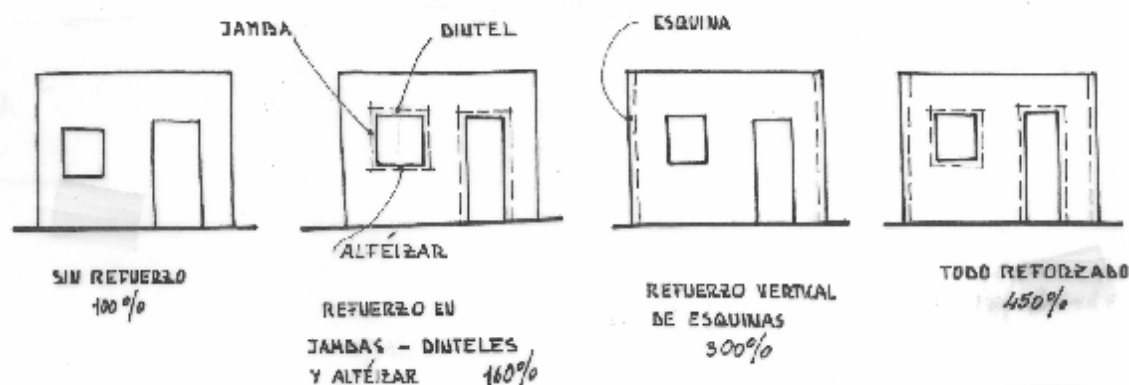 JAMBA
DINTEL
ESQUINA
ALFÉIZAR
SIN REFUERZO
100%
REFUERZO EN
JAMBAS - DINTELES
Y ALFÉIZAR 160%
REFUERZO VERTICAL
DE ESQUINAS
300%
TODO REFORZADO
450%